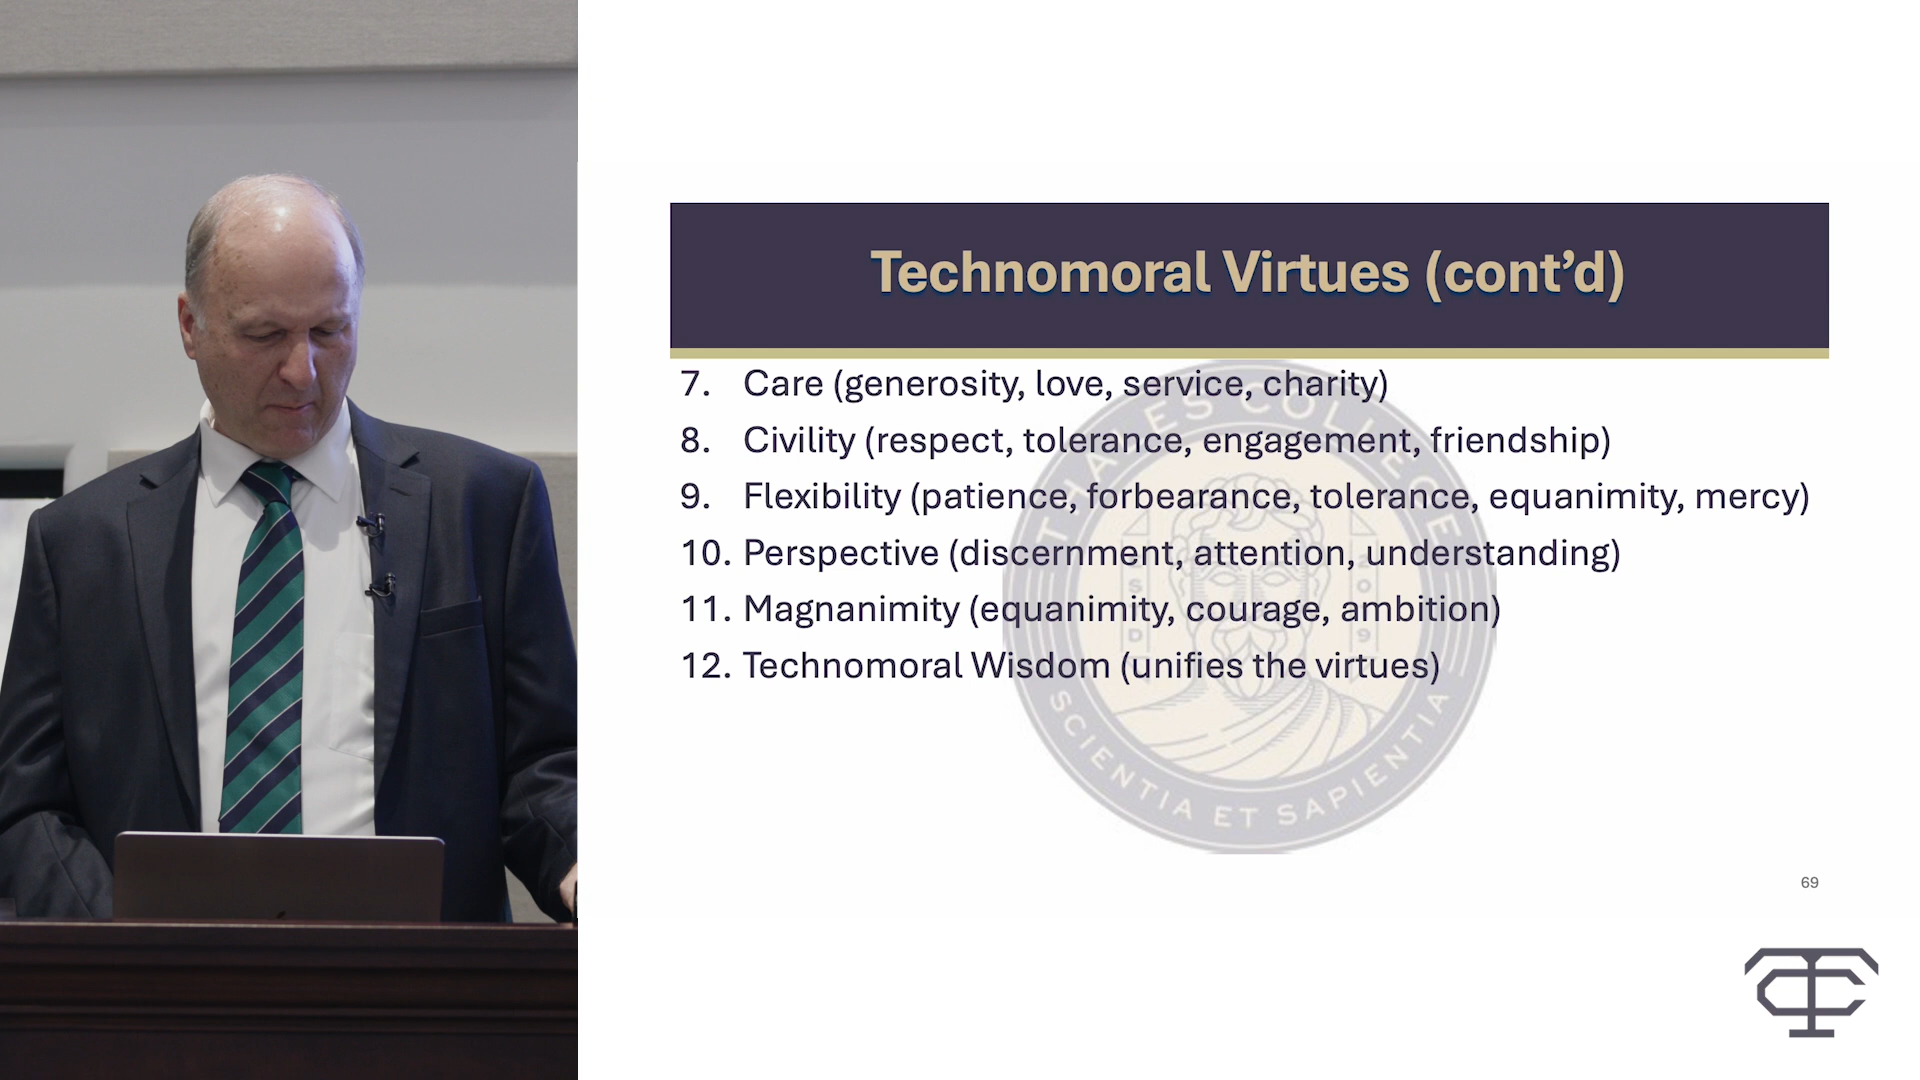 Technomoral Virtues (cont’d)
7. Care (generosity, love, service, charity)
8. Civility (respect, tolerance, engagement, friendship)
9. Flexibility (patience, forbearance, tolerance, equanimity, mercy)
10. Perspective (discernment, attention, understanding)
11. Magnanimity (equanimity, courage, ambition)
12. Technomoral Wisdom (unifies the virtues)
THALES COLLEGE
SCIENTIA ET SAPIENTIA
69